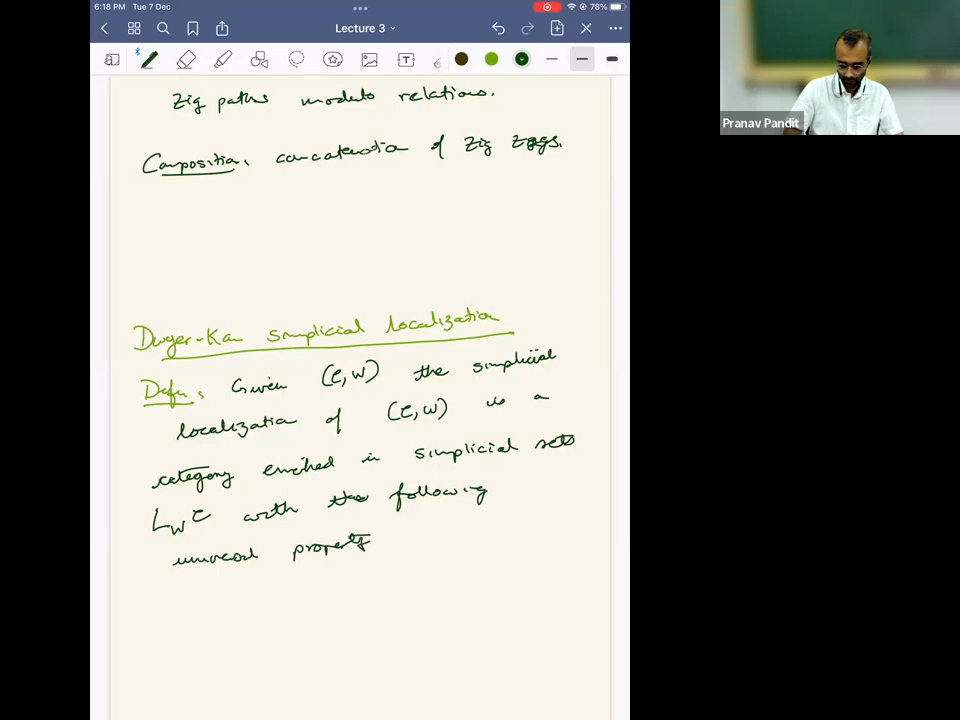 6:18 PM Tue 7 Dec
78%
Lecture 3
Pranav Pandit
Zig paths modulo relations.
Composition. concatenation of Zig Zags.
Dwyer-Kan simplicial localization
Defn. Given (C, W) the simplicial
localization of (C, W) is a
category enriched in simplicial sets
L_W C with the following
universal property